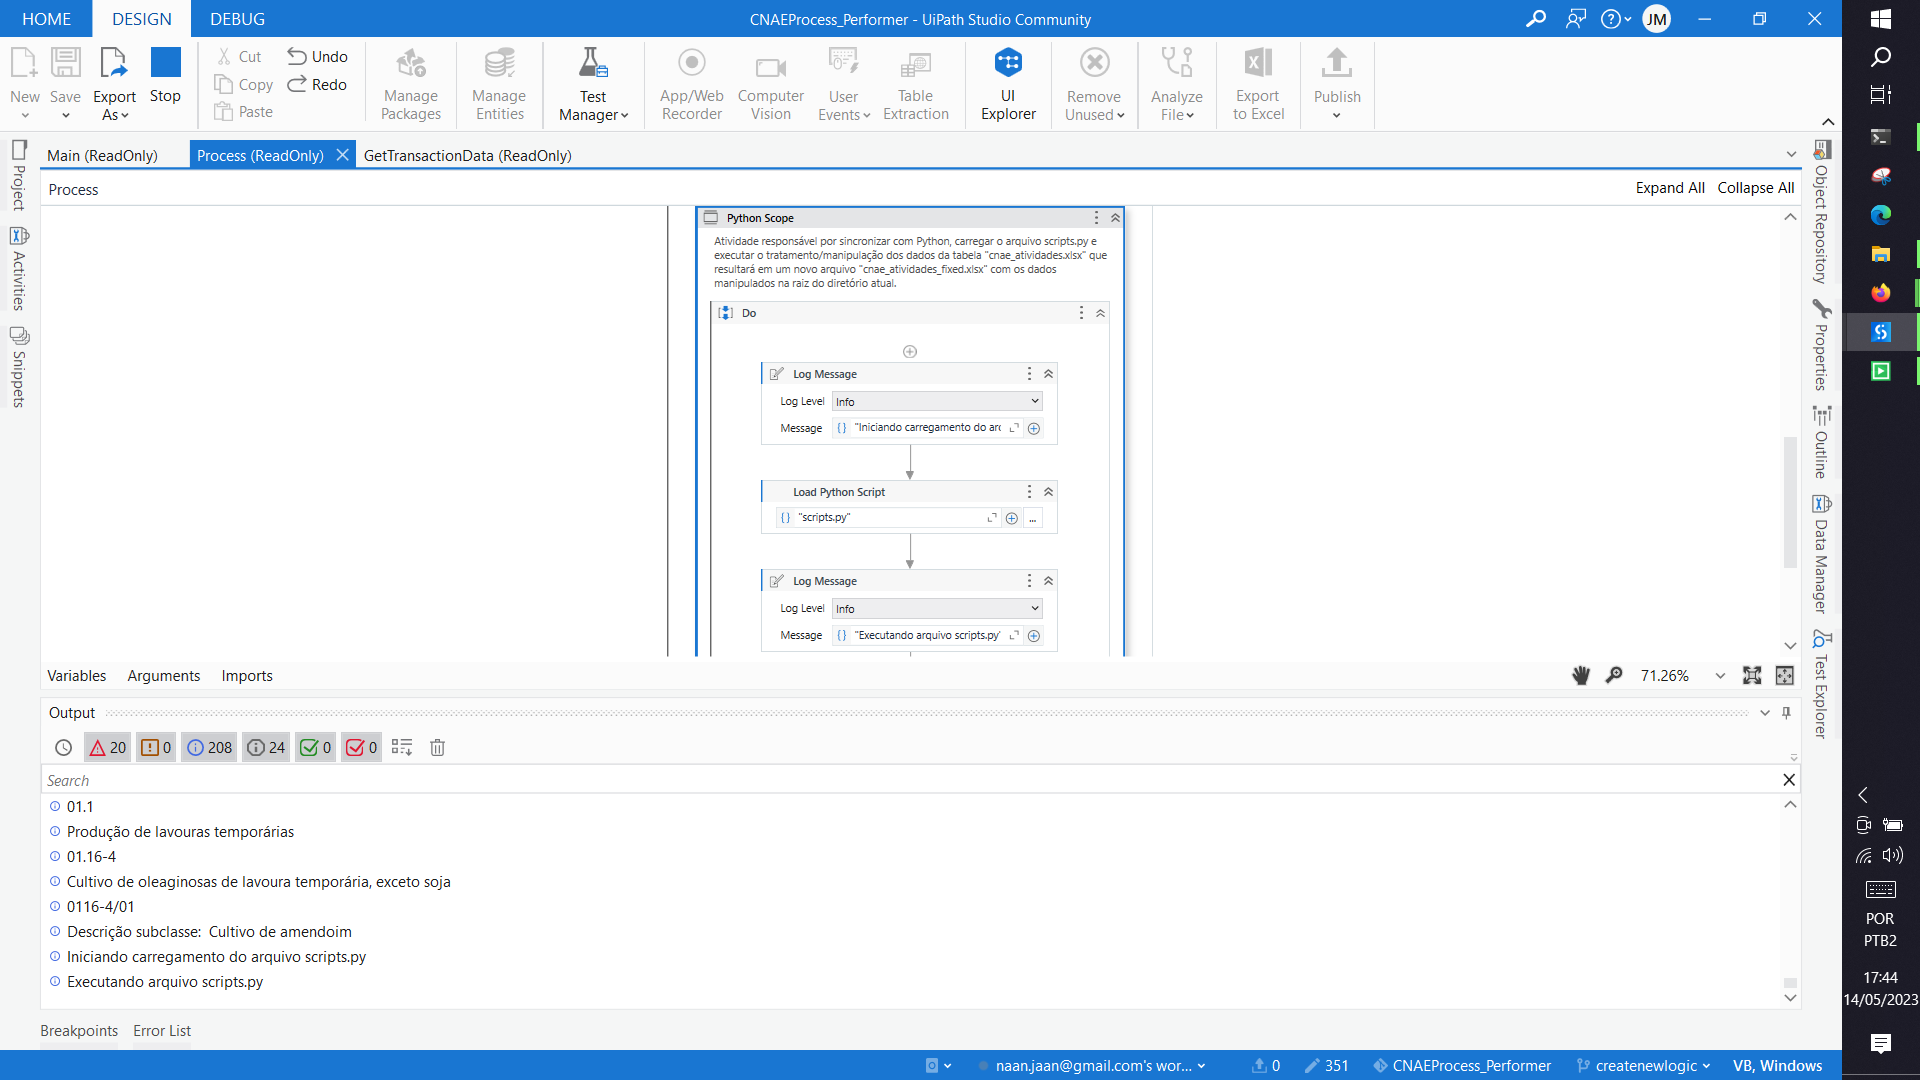 HOME DESIGN DEBUG
CNAEProcess_Performer - UiPath Studio Community
JM
New
Save
Export As
Stop
Cut
Copy
Paste
Undo
Redo
Manage Packages
Manage Entities
Test Manager
App/Web Recorder
Computer Vision
User Events
Table Extraction
UI Explorer
Remove Unused
Analyze File
Export to Excel
Publish
Main (ReadOnly) Process (ReadOnly) GetTransactionData (ReadOnly)
Project
Activities
Snippets
Process
Expand All Collapse All
Python Scope
Atividade responsável por sincronizar com Python, carregar o arquivo scripts.py e
executar o tratamento/manipulação dos dados da tabela "cnae_atividades.xlsx" que
resultará em um novo arquivo "cnae_atividades_fixed.xlsx" com os dados
manipulados na raiz do diretório atual.
Do
Log Message
Log Level Info
Message "Iniciando carregamento do arc
Load Python Script
"scripts.py"
...
Log Message
Log Level Info
Message "Executando arquivo scripts.py"
Object Repository
Properties
Outline
Data Manager
Test Explorer
Variables Arguments Imports
71.26%
Output
20 0 208 24 0 0
Search
01.1
Produção de lavouras temporárias
01.16-4
Cultivo de oleaginosas de lavoura temporária, exceto soja
0116-4/01
Descrição subclasse: Cultivo de amendoim
Iniciando carregamento do arquivo scripts.py
Executando arquivo scripts.py
Breakpoints Error List
naan.jaan@gmail.com's wor...
0 351 CNAEProcess_Performer createnewlogic VB, Windows
POR
PTB2
17:44
14/05/2023